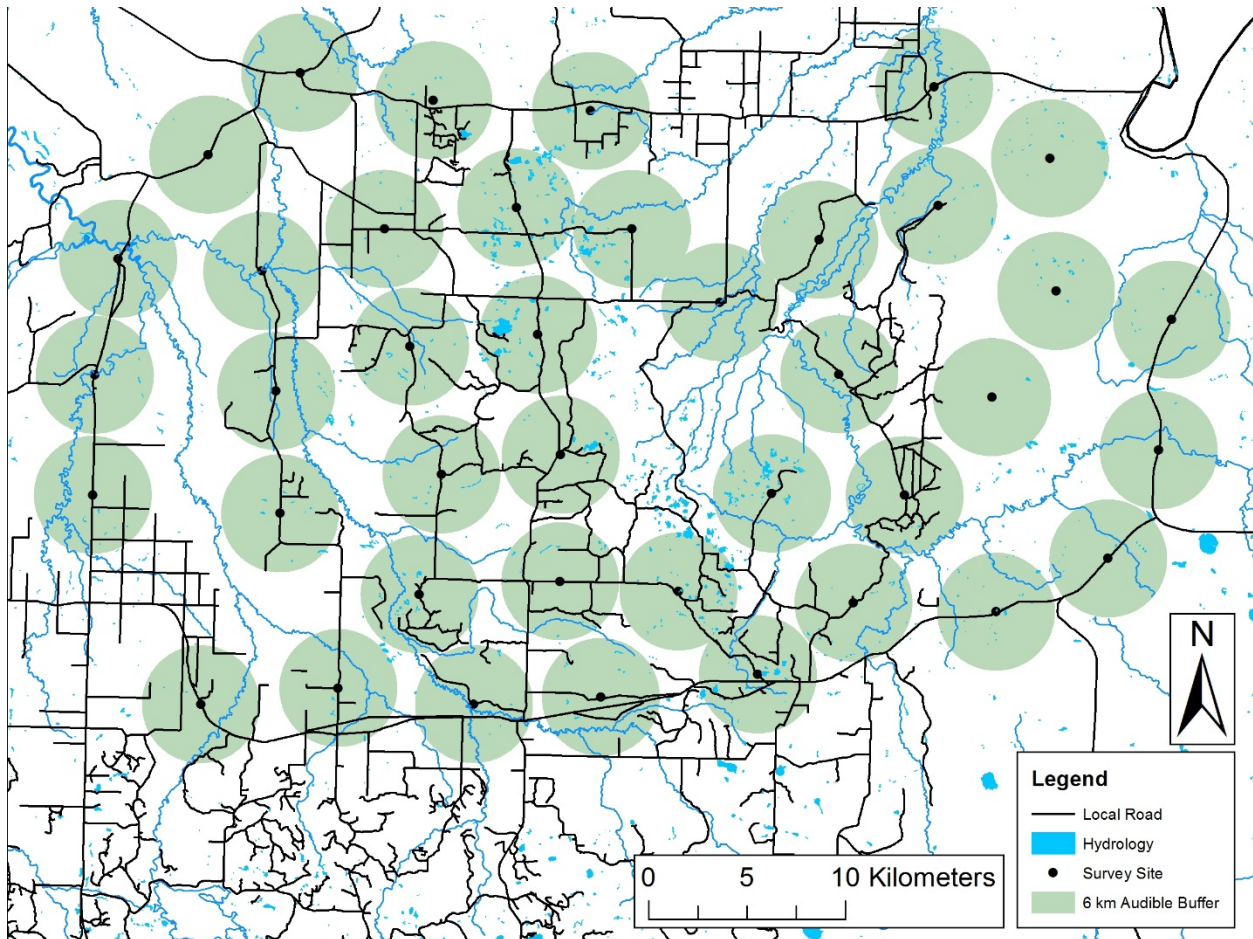 N
Legend
Local Road
Hydrology
Survey Site
6 km Audible Buffer
0 5 10 Kilometers